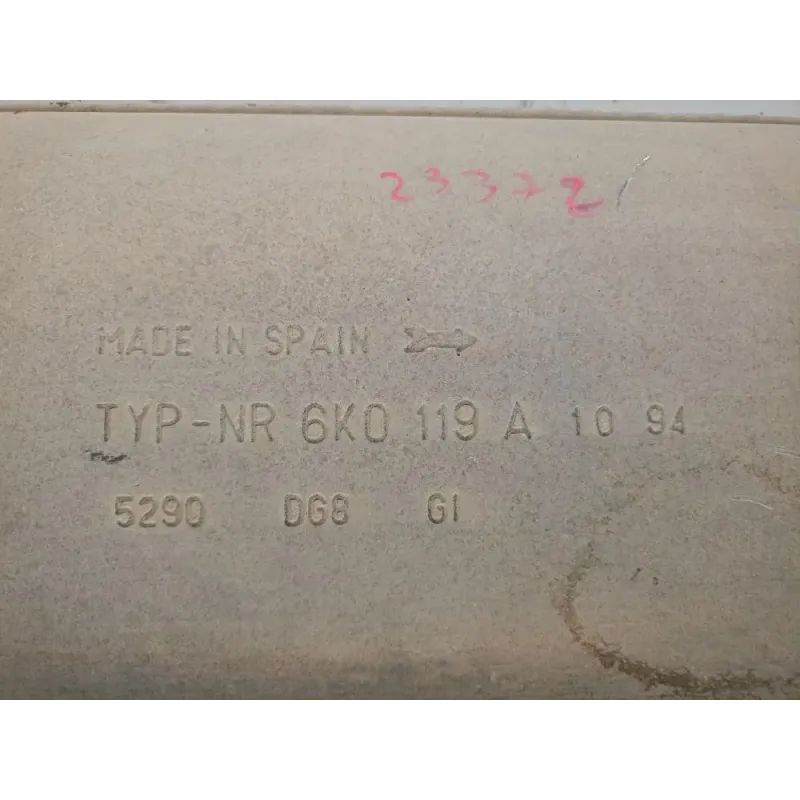 23372
MADE IN SPAIN
TYP-NR 6K0 119 A 10 94
5290 DG8 GI